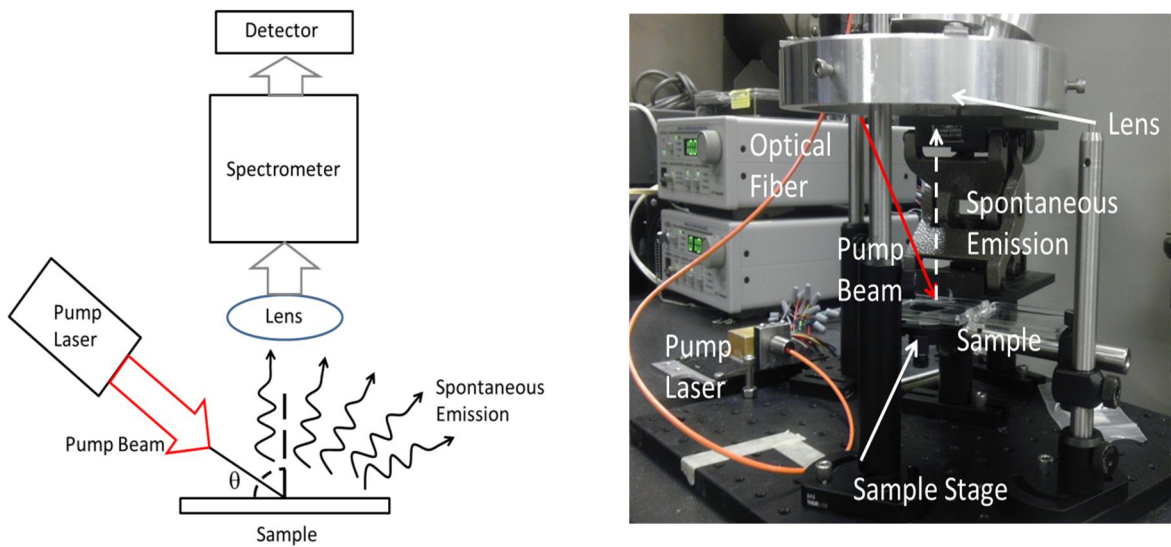 Detector
Spectrometer
Lens
Pump
Laser
Spontaneous
Emission
Pump Beam
θ
Sample
Lens
Optical
Fiber
Spontaneous
Emission
Pump
Beam
Sample
Pump
Laser
Sample Stage